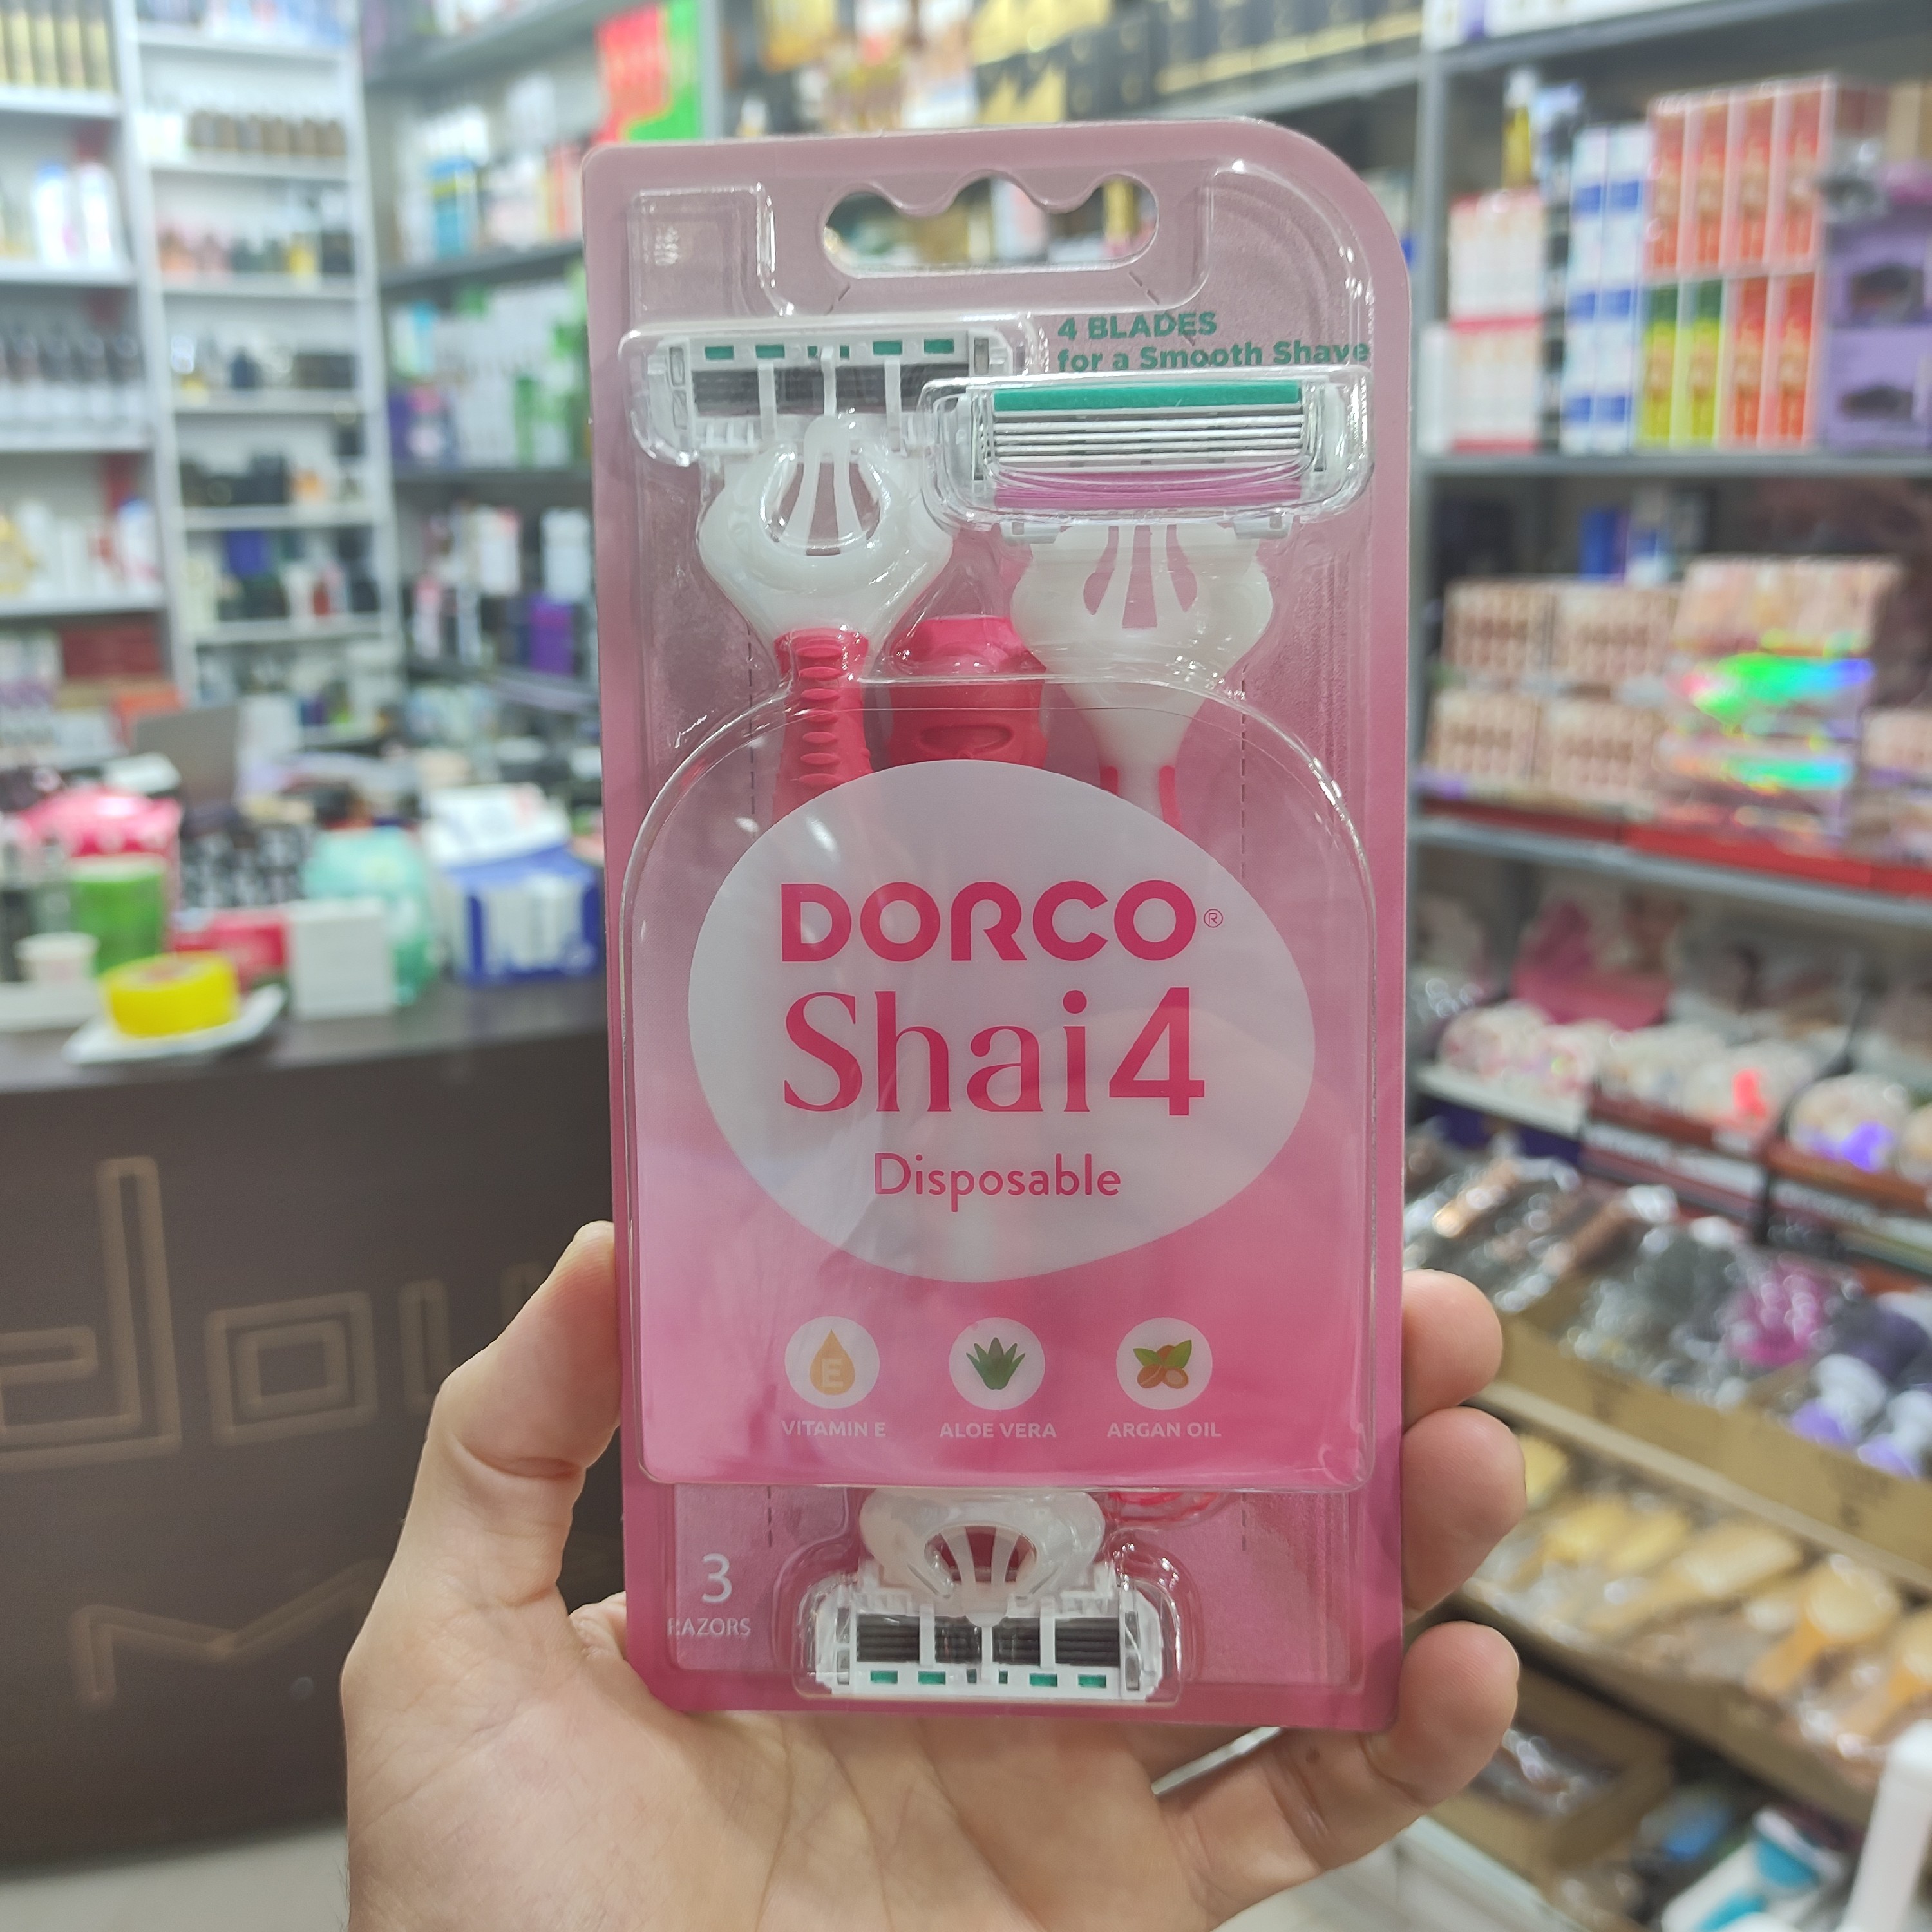 4 BLADES
for a Smooth Shave
DORCO®
Shai4
Disposable
E
VITAMIN E
ALOE VERA
ARGAN OIL
3
RAZORS